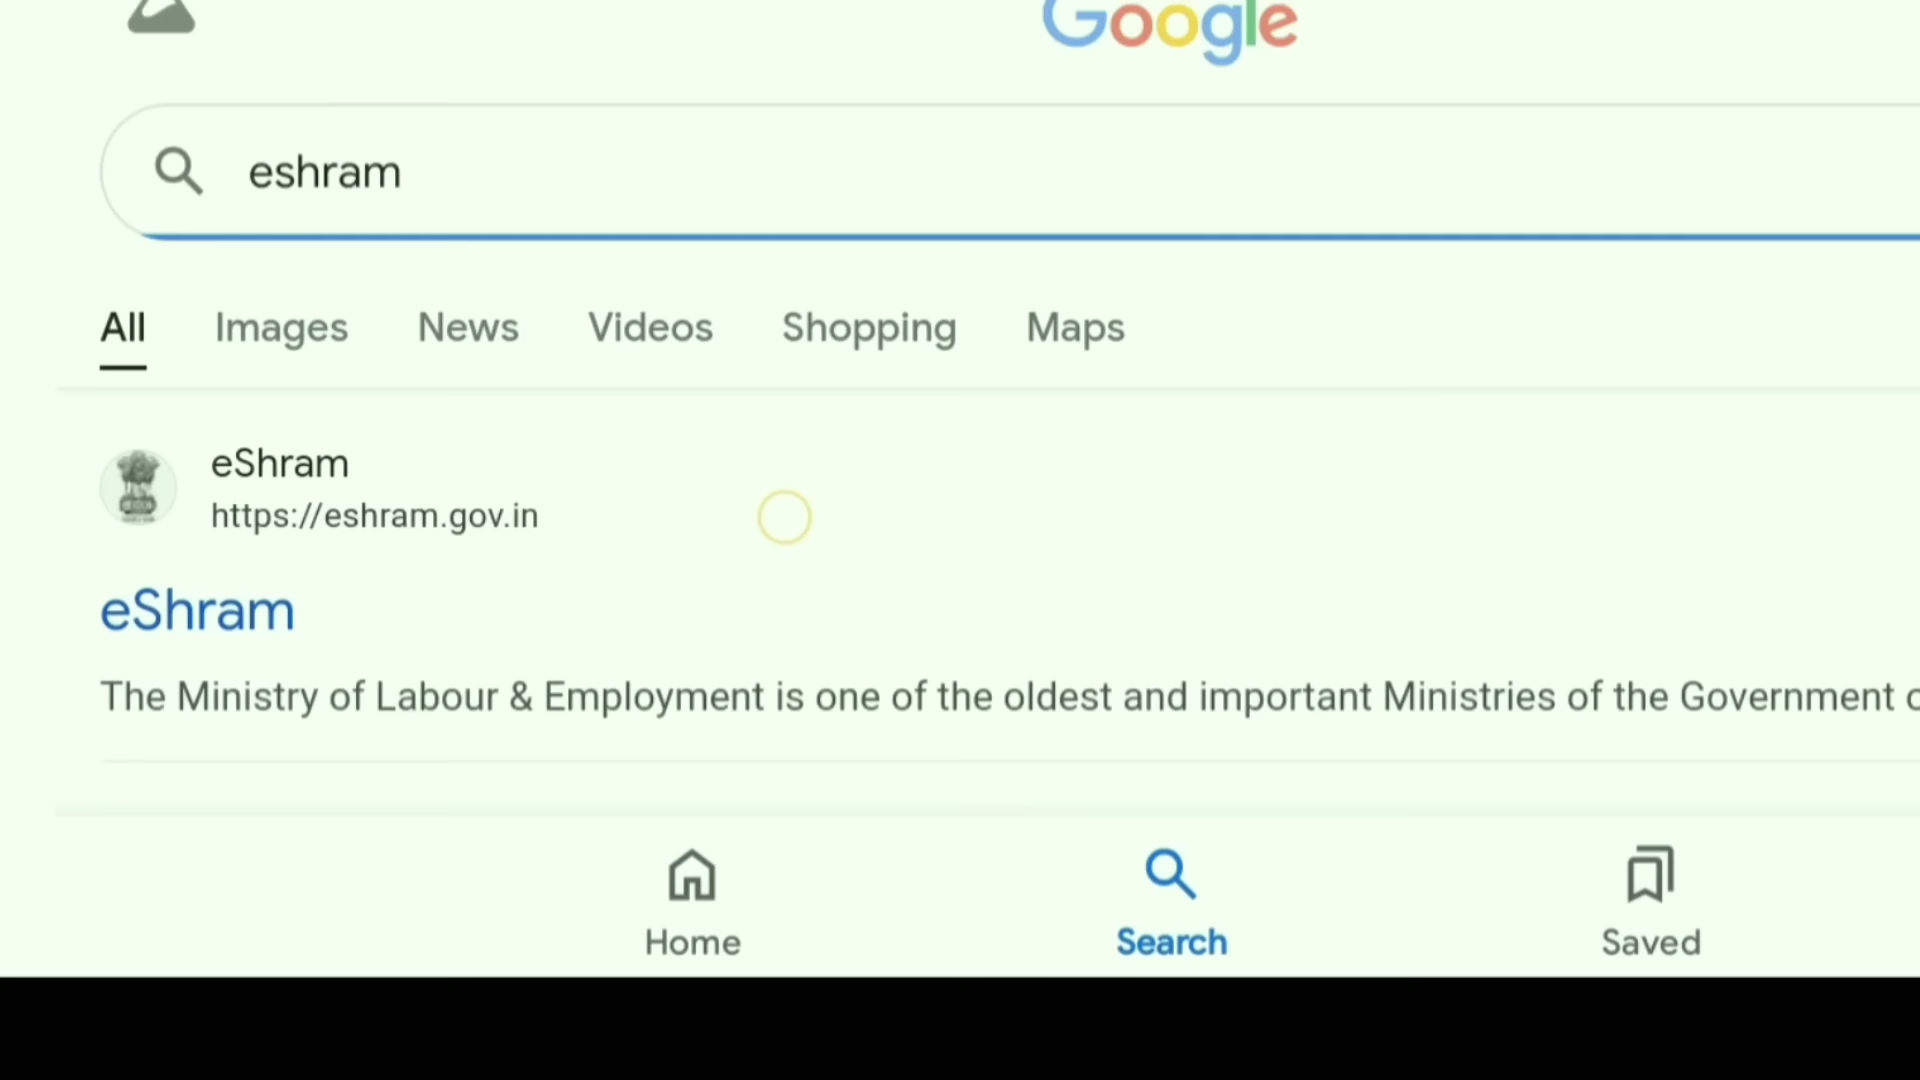 Google
eshram
All Images News Videos Shopping Maps
eShram
https://eshram.gov.in
eShram
The Ministry of Labour & Employment is one of the oldest and important Ministries of the Government
Home Search Saved